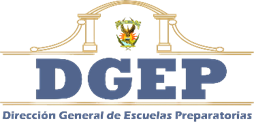 DGEP
Dirección General de Escuelas Preparatorias